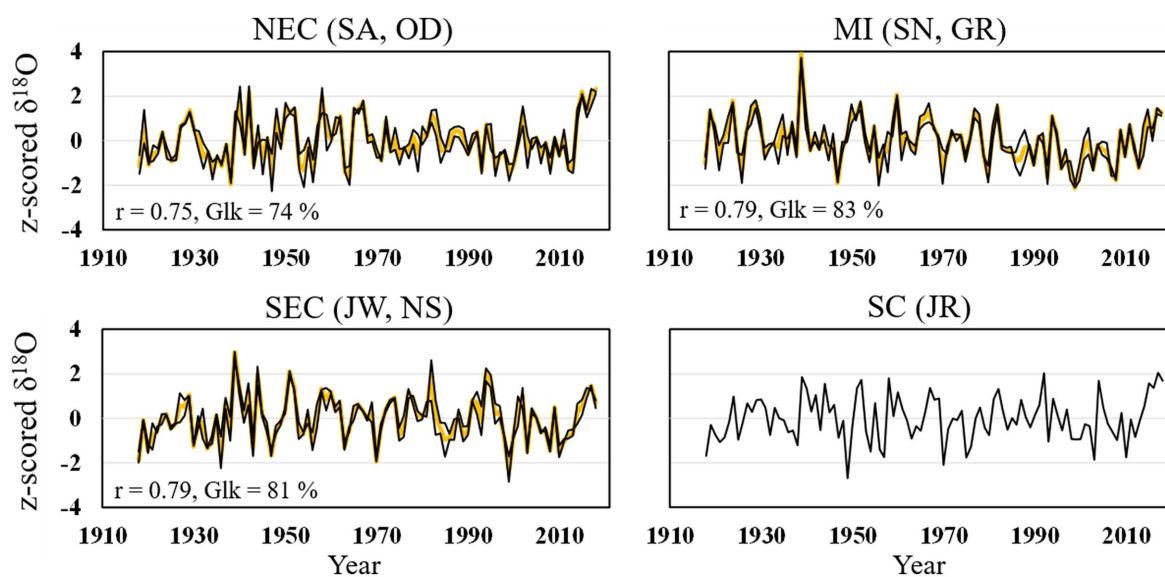 NEC (SA, OD)
z-scored δ18O
4
2
0
-2
-4
r = 0.75, Glk = 74 %
1910 1930 1950 1970 1990 2010
MI (SN, GR)
r = 0.79, Glk = 83 %
1910 1930 1950 1970 1990 2010
SEC (JW, NS)
z-scored δ18O
4
2
0
-2
-4
r = 0.79, Glk = 81 %
1910 1930 1950 1970 1990 2010
Year
SC (JR)
1910 1930 1950 1970 1990 2010
Year